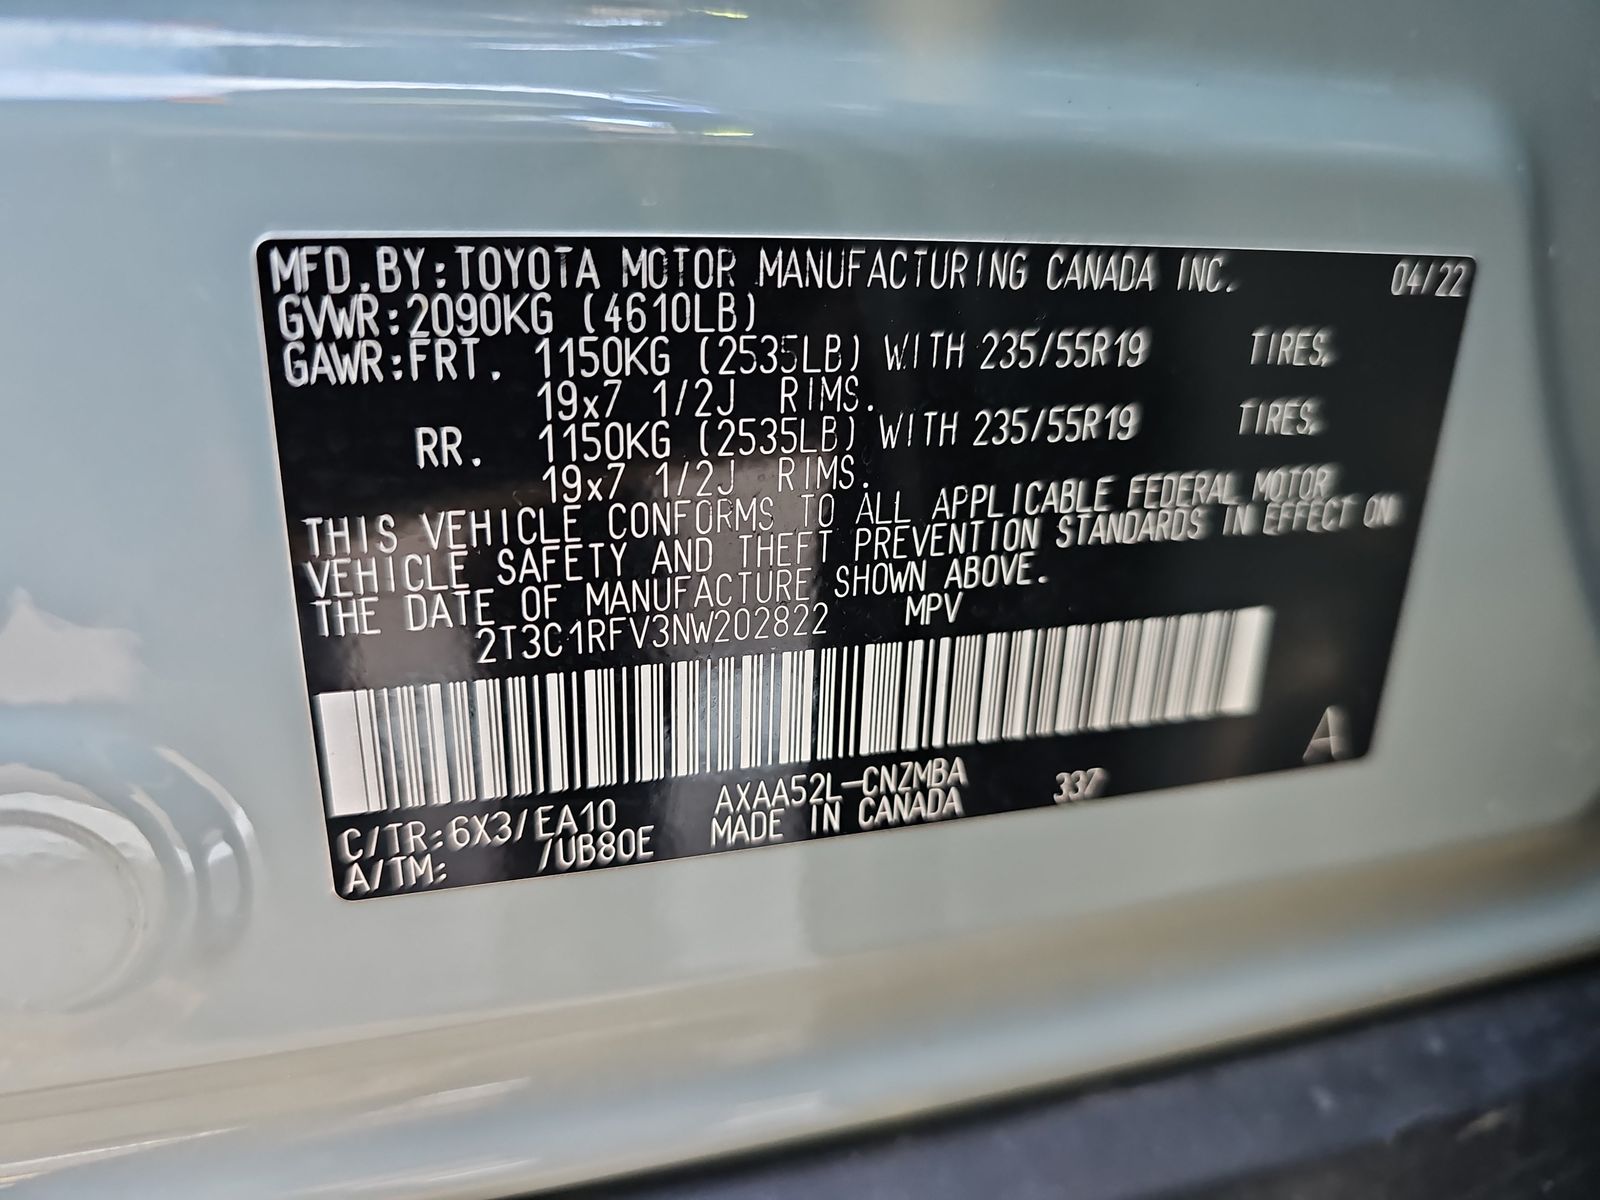 MFD.BY:TOYOTA MOTOR MANUFACTURING CANADA INC. 04/22
GVWR:2090KG (4610LB)
GAWR:FRT. 1150KG (2535LB) WITH 235/55R19 TIRES,
19x7 1/2J RIMS.
RR. 1150KG (2535LB) WITH 235/55R19 TIRES,
19x7 1/2J RIMS.
THIS VEHICLE CONFORMS TO ALL APPLICABLE FEDERAL MOTOR
VEHICLE SAFETY AND THEFT PREVENTION STANDARDS IN EFFECT ON
THE DATE OF MANUFACTURE SHOWN ABOVE.
2T3C1RFV3NW202822 MPV
A
C/TR:6X3/EA10 AXAA52L-CNZMBA 337
A/TM: /UB80E MADE IN CANADA